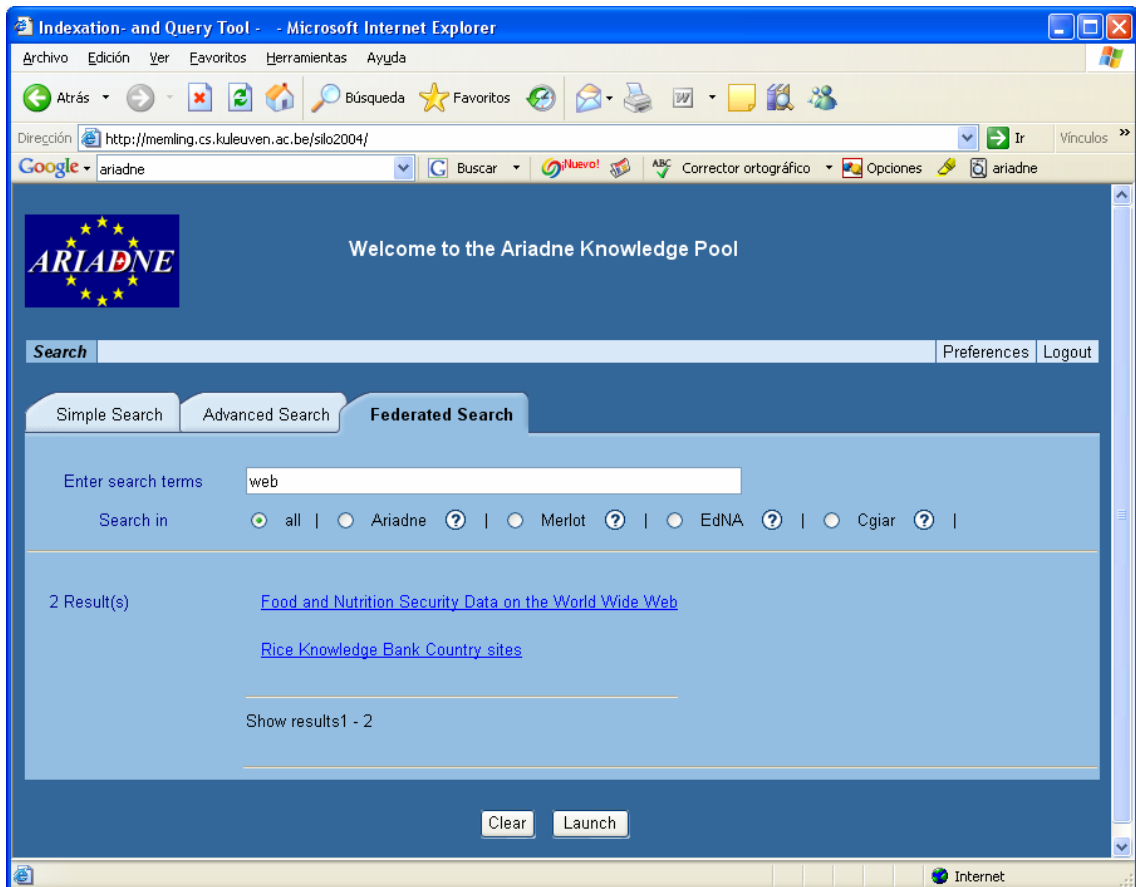 Indexation- and Query Tool - - Microsoft Internet Explorer
Archivo Edición Ver Favoritos Herramientas Ayuda
Atrás Búsqueda Favoritos
Dirección http://memling.cs.kuleuven.ac.be/silo2004/ Ir Vínculos »
Google ariadne G Buscar ¡Nuevo! ABC Corrector ortográfico Opciones ariadne
ARIADNE
Welcome to the Ariadne Knowledge Pool
Search Preferences Logout
Simple Search Advanced Search Federated Search
Enter search terms web
Search in all | Ariadne ? | Merlot ? | EdNA ? | Cgiar ? |
2 Result(s) Food and Nutrition Security Data on the World Wide Web
Rice Knowledge Bank Country sites
Show results1 - 2
Clear Launch
Internet